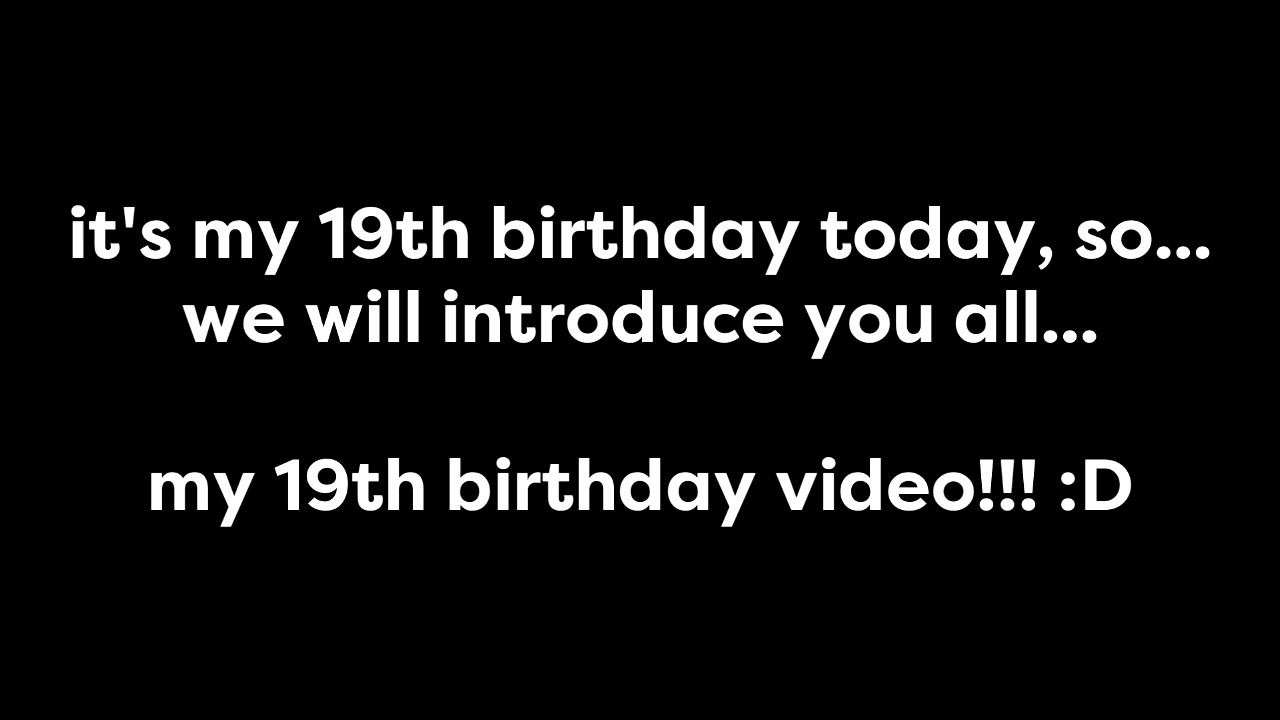 it's my 19th birthday today, so...
we will introduce you all...
my 19th birthday video!!! :D